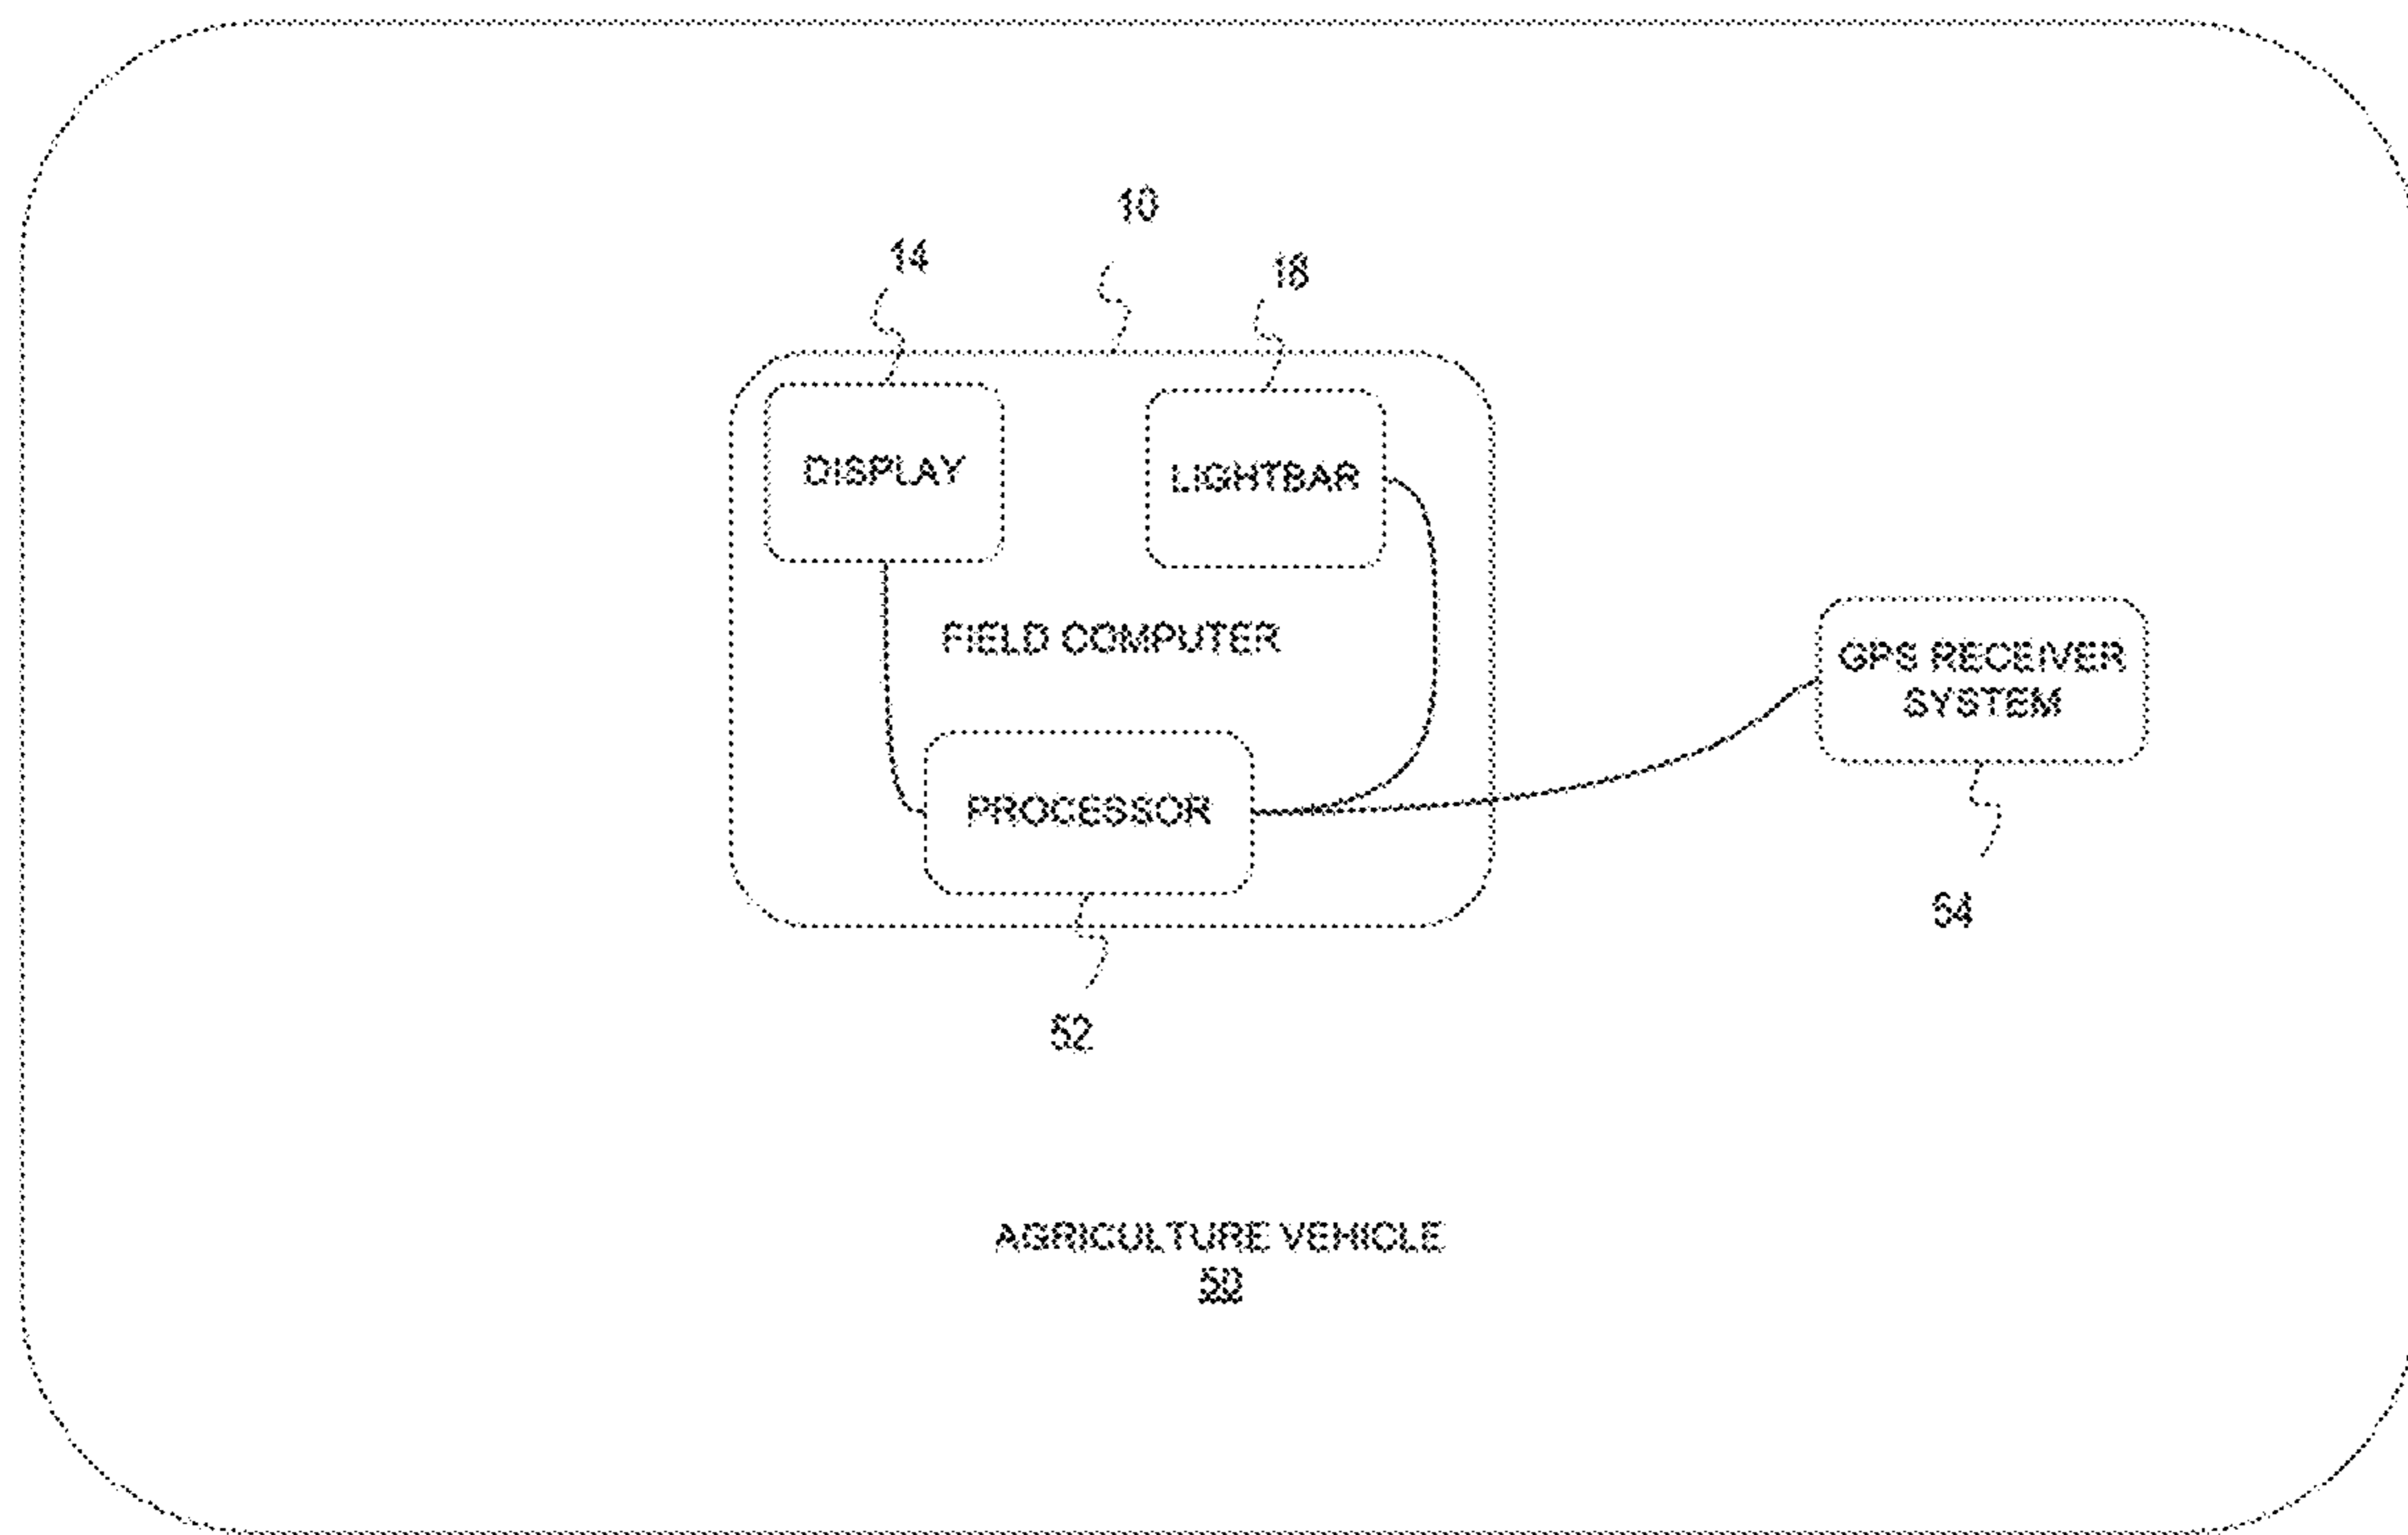 10
14
18
DISPLAY
LIGHTBAR
FIELD COMPUTER
GPS RECEIVER
SYSTEM
PROCESSOR
54
52
AGRICULTURE VEHICLE
50